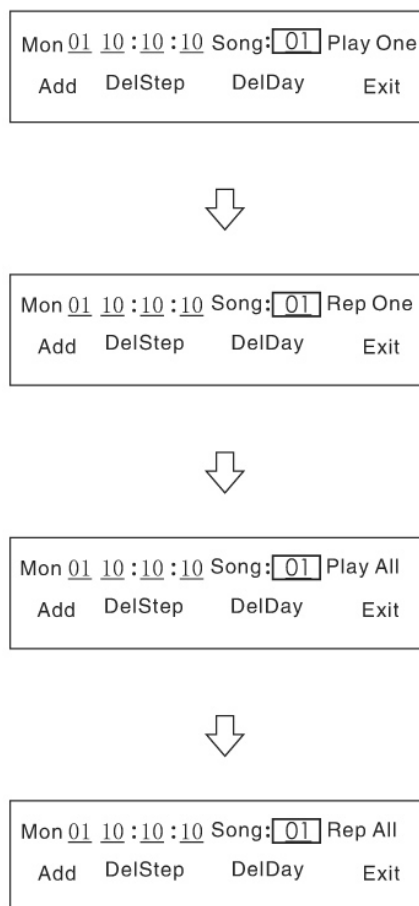 Mon 01 10:10:10 Song: 01 Play One
Add DelStep DelDay Exit
Mon 01 10:10:10 Song: 01 Rep One
Add DelStep DelDay Exit
Mon 01 10:10:10 Song: 01 Play All
Add DelStep DelDay Exit
Mon 01 10:10:10 Song: 01 Rep All
Add DelStep DelDay Exit